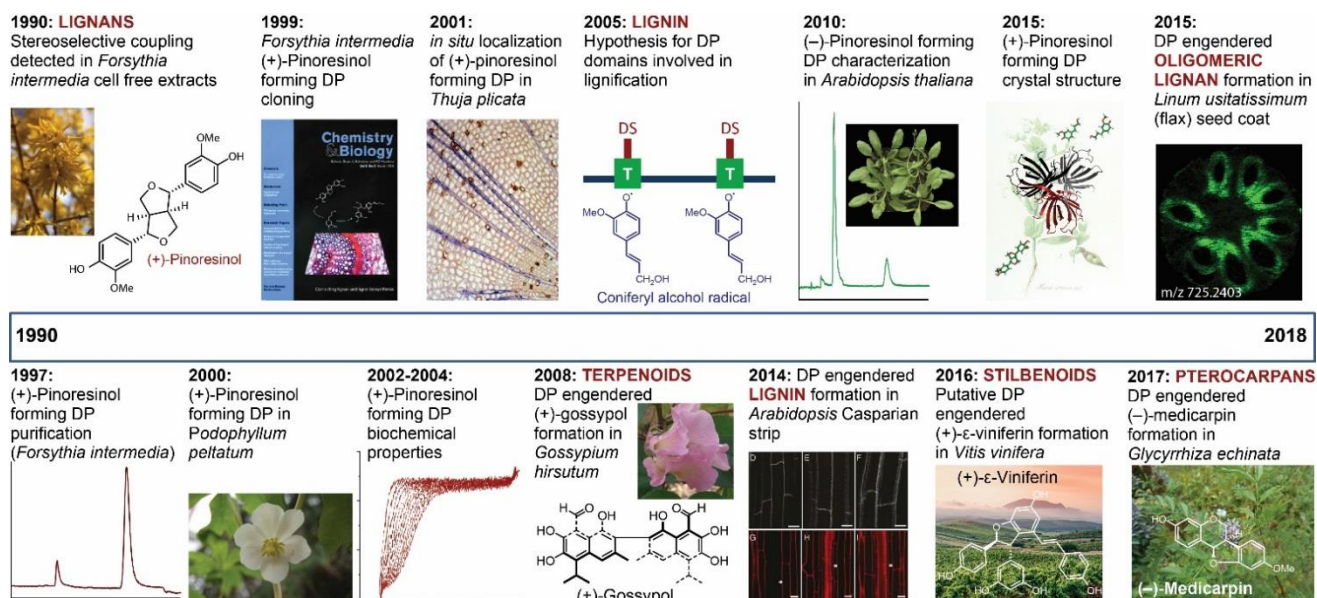 1990: LIGNANS
Stereoselective coupling
detected in Forsythia
intermedia cell free extracts
OMe
OH
O
H
H
O
HO
OMe
(+)-Pinoresinol
1999:
Forsythia intermedia
(+)-Pinoresinol
forming DP
cloning
Chemistry
&Biology
2001:
in situ localization
of (+)-pinoresinol
forming DP in
Thuja plicata
2005: LIGNIN
Hypothesis for DP
domains involved in
lignification
DS
DS
T
T
O
O
MeO
MeO
CH₂OH
CH₂OH
Coniferyl alcohol radical
2010:
(–)-Pinoresinol forming
DP characterization
in Arabidopsis thaliana
2015:
(+)-Pinoresinol
forming DP
crystal structure
2015:
DP engendered
OLIGOMERIC
LIGNAN formation in
Linum usitatissimum
(flax) seed coat
m/z 725.2403
1990
2018
1997:
(+)-Pinoresinol
forming DP
purification
(Forsythia intermedia)
2000:
(+)-Pinoresinol
forming DP in
Podophyllum
peltatum
2002-2004:
(+)-Pinoresinol
forming DP
biochemical
properties
2008: TERPENOIDS
DP engendered
(+)-gossypol
formation in
Gossypium
hirsutum
O
OH
OH
O
HO
HO
OH
OH
(+)-Gossypol
2014: DP engendered
LIGNIN formation in
Arabidopsis Casparian
strip
D
E
F
G
H
I
2016: STILBENOIDS
Putative DP
engendered
(+)-ε-viniferin formation
in Vitis vinifera
(+)-ε-Viniferin
OH
O
HO
HO
OH
OH
2017: PTEROCARPANS
DP engendered
(–)-medicarpin
formation in
Glycyrrhiza echinata
HO
O
O
OMe
(–)-Medicarpin